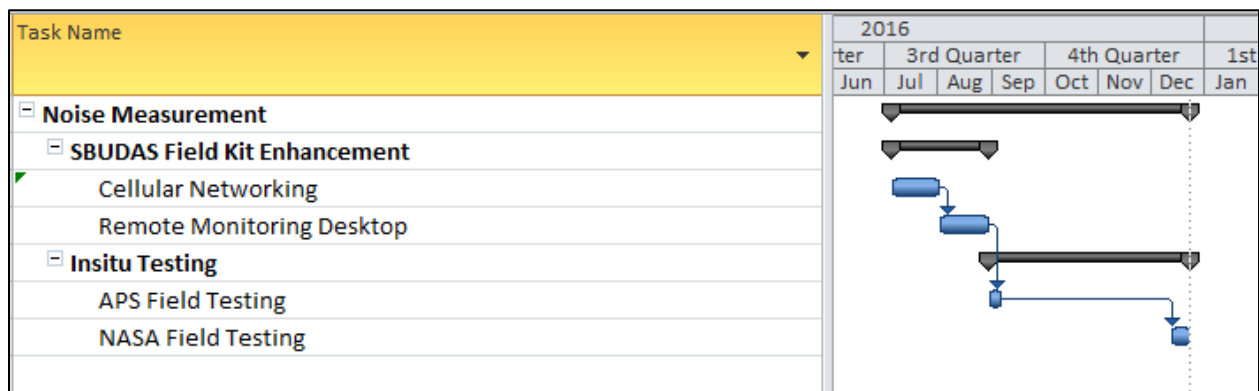 Task Name
2016
ter 3rd Quarter 4th Quarter 1st
Jun Jul Aug Sep Oct Nov Dec Jan
Noise Measurement
SBUDAS Field Kit Enhancement
Cellular Networking
Remote Monitoring Desktop
Insitu Testing
APS Field Testing
NASA Field Testing